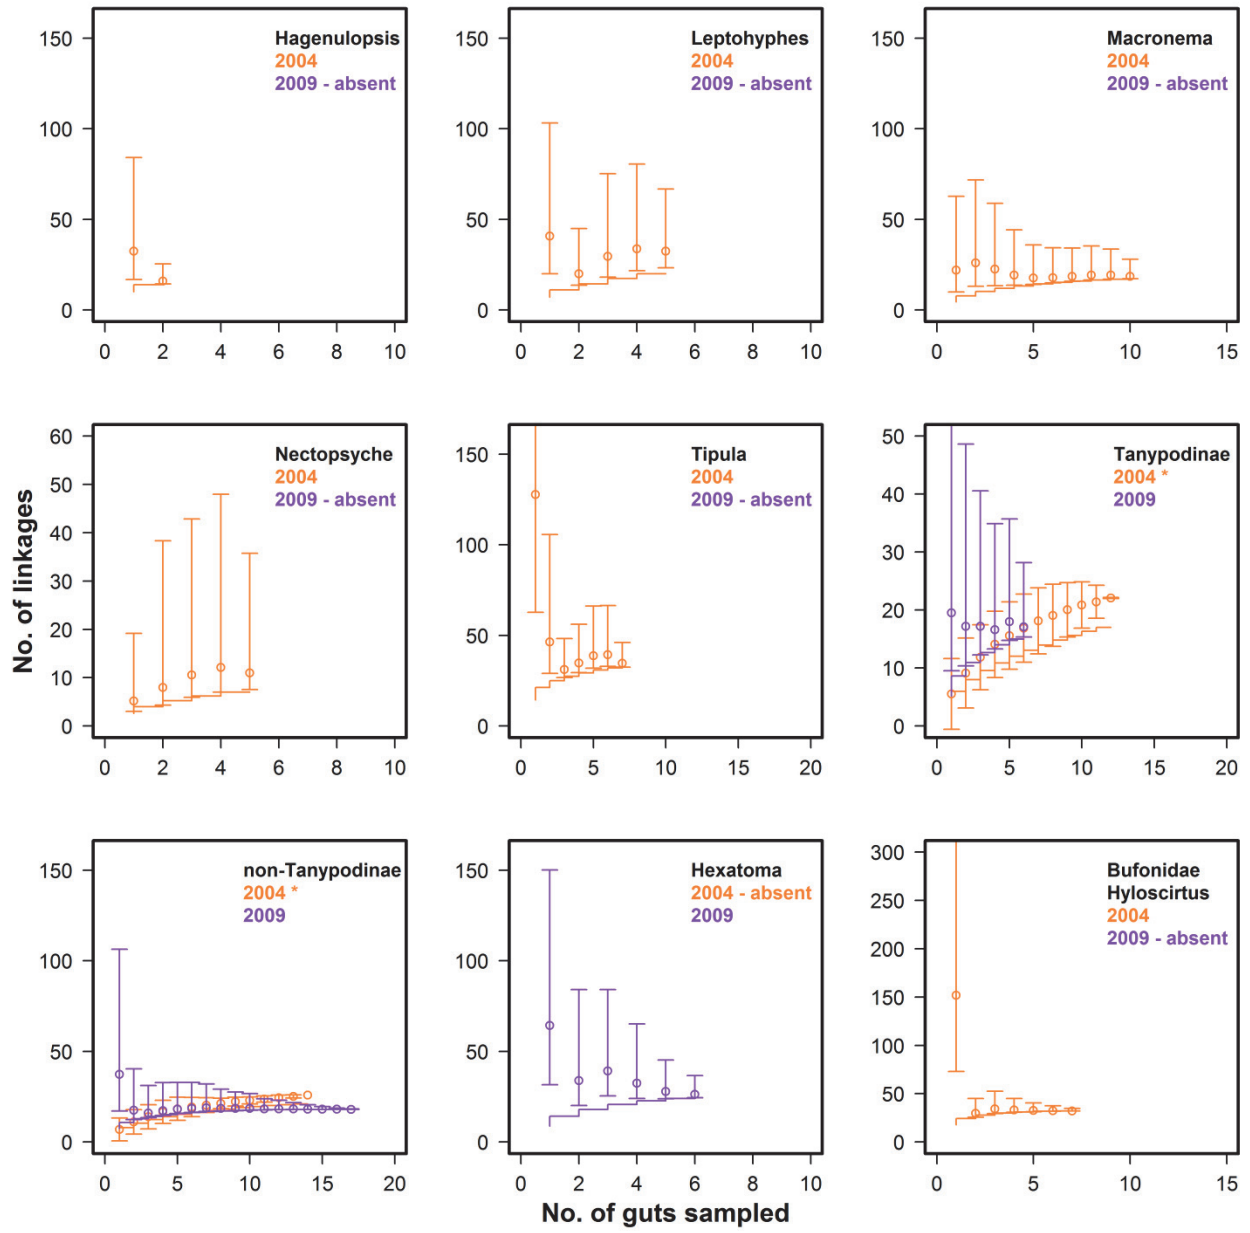 Hagenulopsis
2004
2009 - absent
150
100
50
0
0 2 4 6 8 10
Leptohyphes
2004
2009 - absent
150
100
50
0
0 2 4 6 8 10
Macronema
2004
2009 - absent
150
100
50
0
0 5 10 15
No. of linkages
Nectopsyche
2004
2009 - absent
60
50
40
30
20
10
0
0 2 4 6 8 10
Tipula
2004
2009 - absent
150
100
50
0
0 5 10 15 20
Tanypodinae
2004 *
2009
50
40
30
20
10
0
0 5 10 15 20
non-Tanypodinae
2004 *
2009
150
100
50
0
0 5 10 15 20
Hexatoma
2004 - absent
2009
150
100
50
0
0 2 4 6 8 10
Bufonidae
Hyloscirtus
2004
2009 - absent
300
250
200
150
100
50
0
0 5 10 15
No. of guts sampled